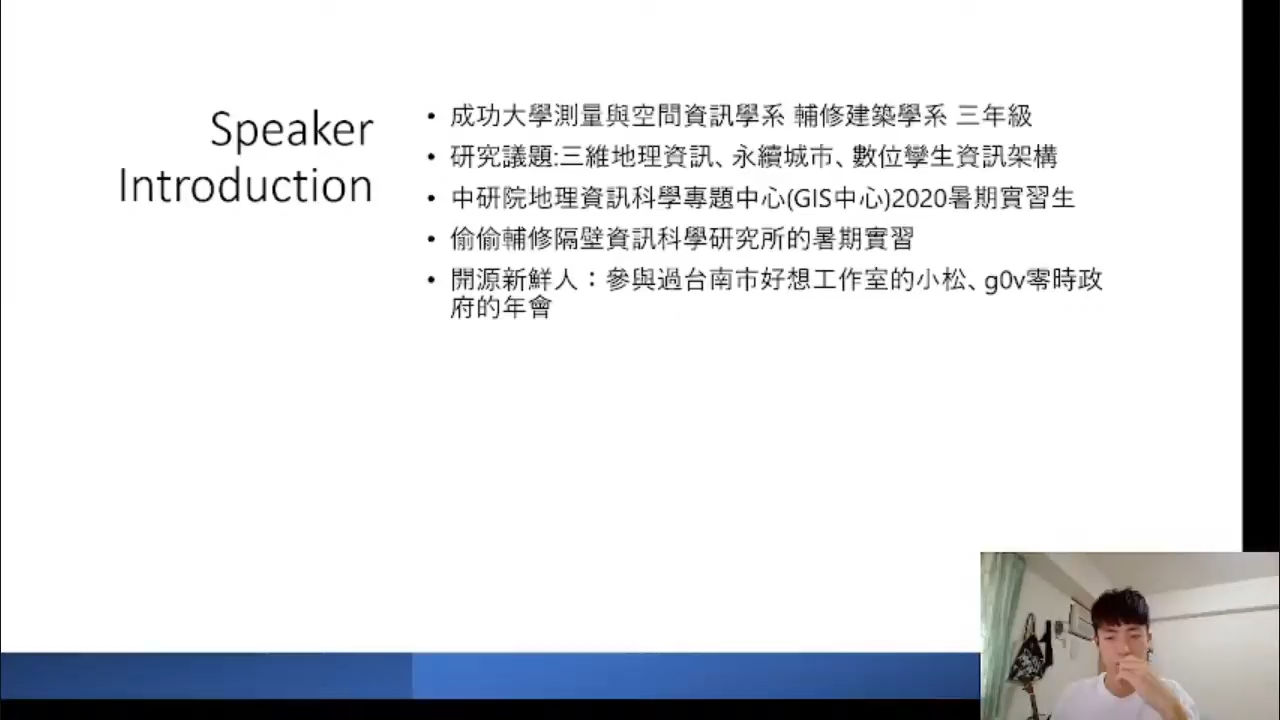 Speaker
Introduction
• 成功大學測量與空間資訊學系 輔修建築學系 三年級
• 研究議題:三維地理資訊、永續城市、數位孿生資訊架構
• 中研院地理資訊科學專題中心(GIS中心)2020暑期實習生
• 偷偷輔修隔壁資訊科學研究所的暑期實習
• 開源新鮮人：參與過台南市好想工作室的小松、g0v零時政
府的年會